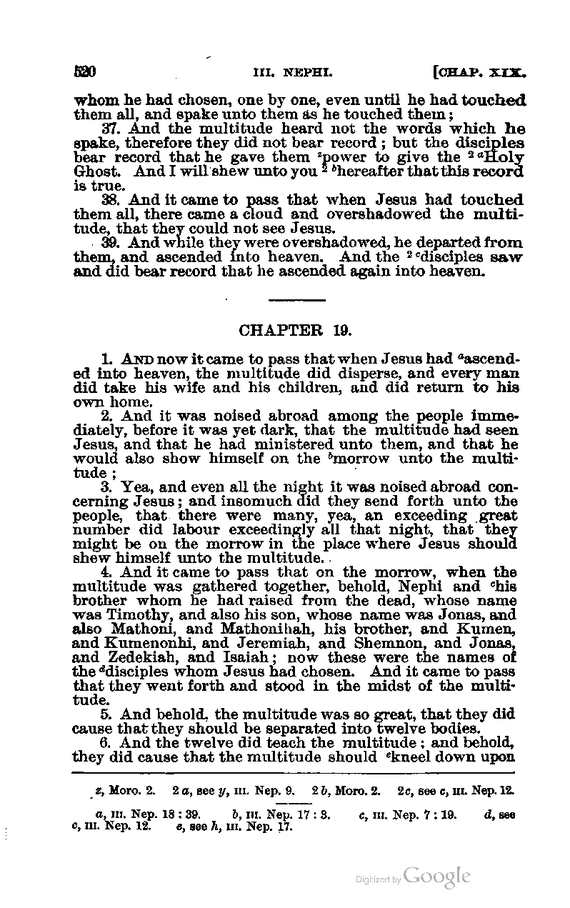 520 III. NEPHI. [CHAP. XIX.
whom he had chosen, one by one, even until he had touched
them all, and spake unto them as he touched them;
37. And the multitude heard not the words which he
spake, therefore they did not bear record; but the disciples
bear record that he gave them ᶻpower to give the ²ᵃHoly
Ghost. And I will shew unto you ²ᵇhereafter that this record
is true.
38. And it came to pass that when Jesus had touched
them all, there came a cloud and overshadowed the multi-
tude, that they could not see Jesus.
39. And while they were overshadowed, he departed from
them, and ascended into heaven. And the ²ᶜdisciples saw
and did bear record that he ascended again into heaven.
CHAPTER 19.
1. AND now it came to pass that when Jesus had ᵃascend-
ed into heaven, the multitude did disperse, and every man
did take his wife and his children, and did return to his
own home.
2. And it was noised abroad among the people imme-
diately, before it was yet dark, that the multitude had seen
Jesus, and that he had ministered unto them, and that he
would also show himself on the ᵇmorrow unto the multi-
tude;
3. Yea, and even all the night it was noised abroad con-
cerning Jesus; and insomuch did they send forth unto the
people, that there were many, yea, an exceeding great
number did labour exceedingly all that night, that they
might be on the morrow in the place where Jesus should
shew himself unto the multitude.
4. And it came to pass that on the morrow, when the
multitude was gathered together, behold, Nephi and ᶜhis
brother whom he had raised from the dead, whose name
was Timothy, and also his son, whose name was Jonas, and
also Mathoni, and Mathonihah, his brother, and Kumen,
and Kumenonhi, and Jeremiah, and Shemnon, and Jonas,
and Zedekiah, and Isaiah; now these were the names of
the ᵈdisciples whom Jesus had chosen. And it came to pass
that they went forth and stood in the midst of the multi-
tude.
5. And behold, the multitude was so great, that they did
cause that they should be separated into twelve bodies.
6. And the twelve did teach the multitude; and behold,
they did cause that the multitude should ᵉkneel down upon
z, Moro. 2. 2 a, see y, III. Nep. 9. 2 b, Moro. 2. 2c, see c, III. Nep. 12.
a, III. Nep. 18 : 39. b, III. Nep. 17 : 3. c, III. Nep. 7 : 19. d, see
c, III. Nep. 12. e, see h, III. Nep. 17.
Digitized by Google